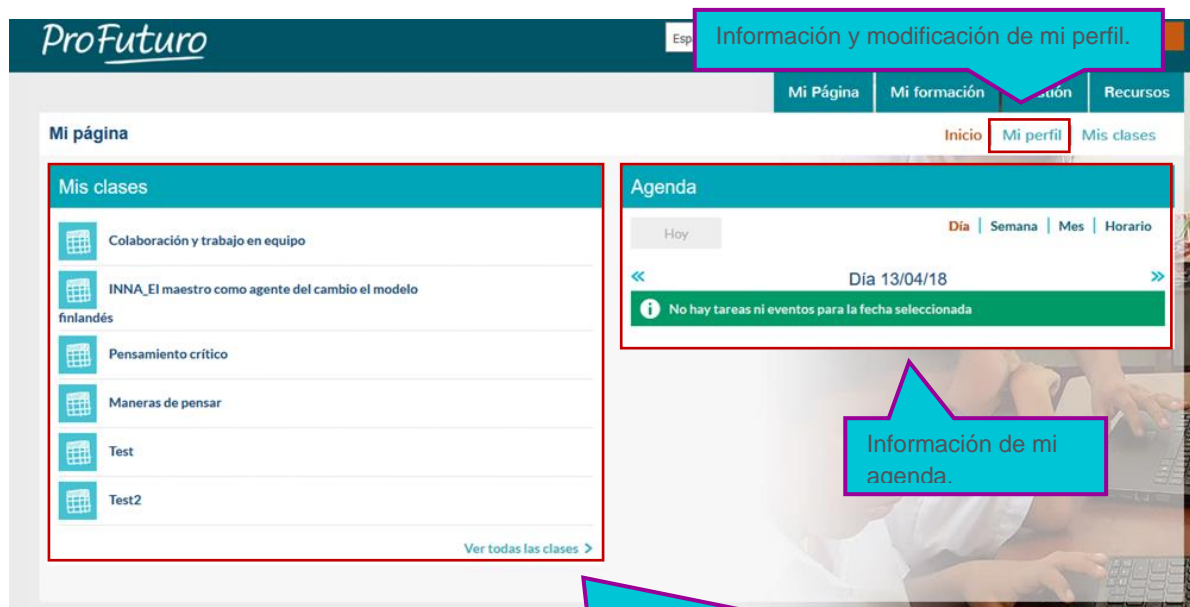 ProFuturo
Información y modificación de mi perfil.
Mi Página Mi formación Recursos
Mi página
Inicio Mi perfil Mis clases
Mis clases
Colaboración y trabajo en equipo
INNA_El maestro como agente del cambio el modelo
finlandés
Pensamiento crítico
Maneras de pensar
Test
Test2
Ver todas las clases >
Agenda
Hoy
Día | Semana | Mes | Horario
« Día 13/04/18 »
No hay tareas ni eventos para la fecha seleccionada
Información de mi
agenda.